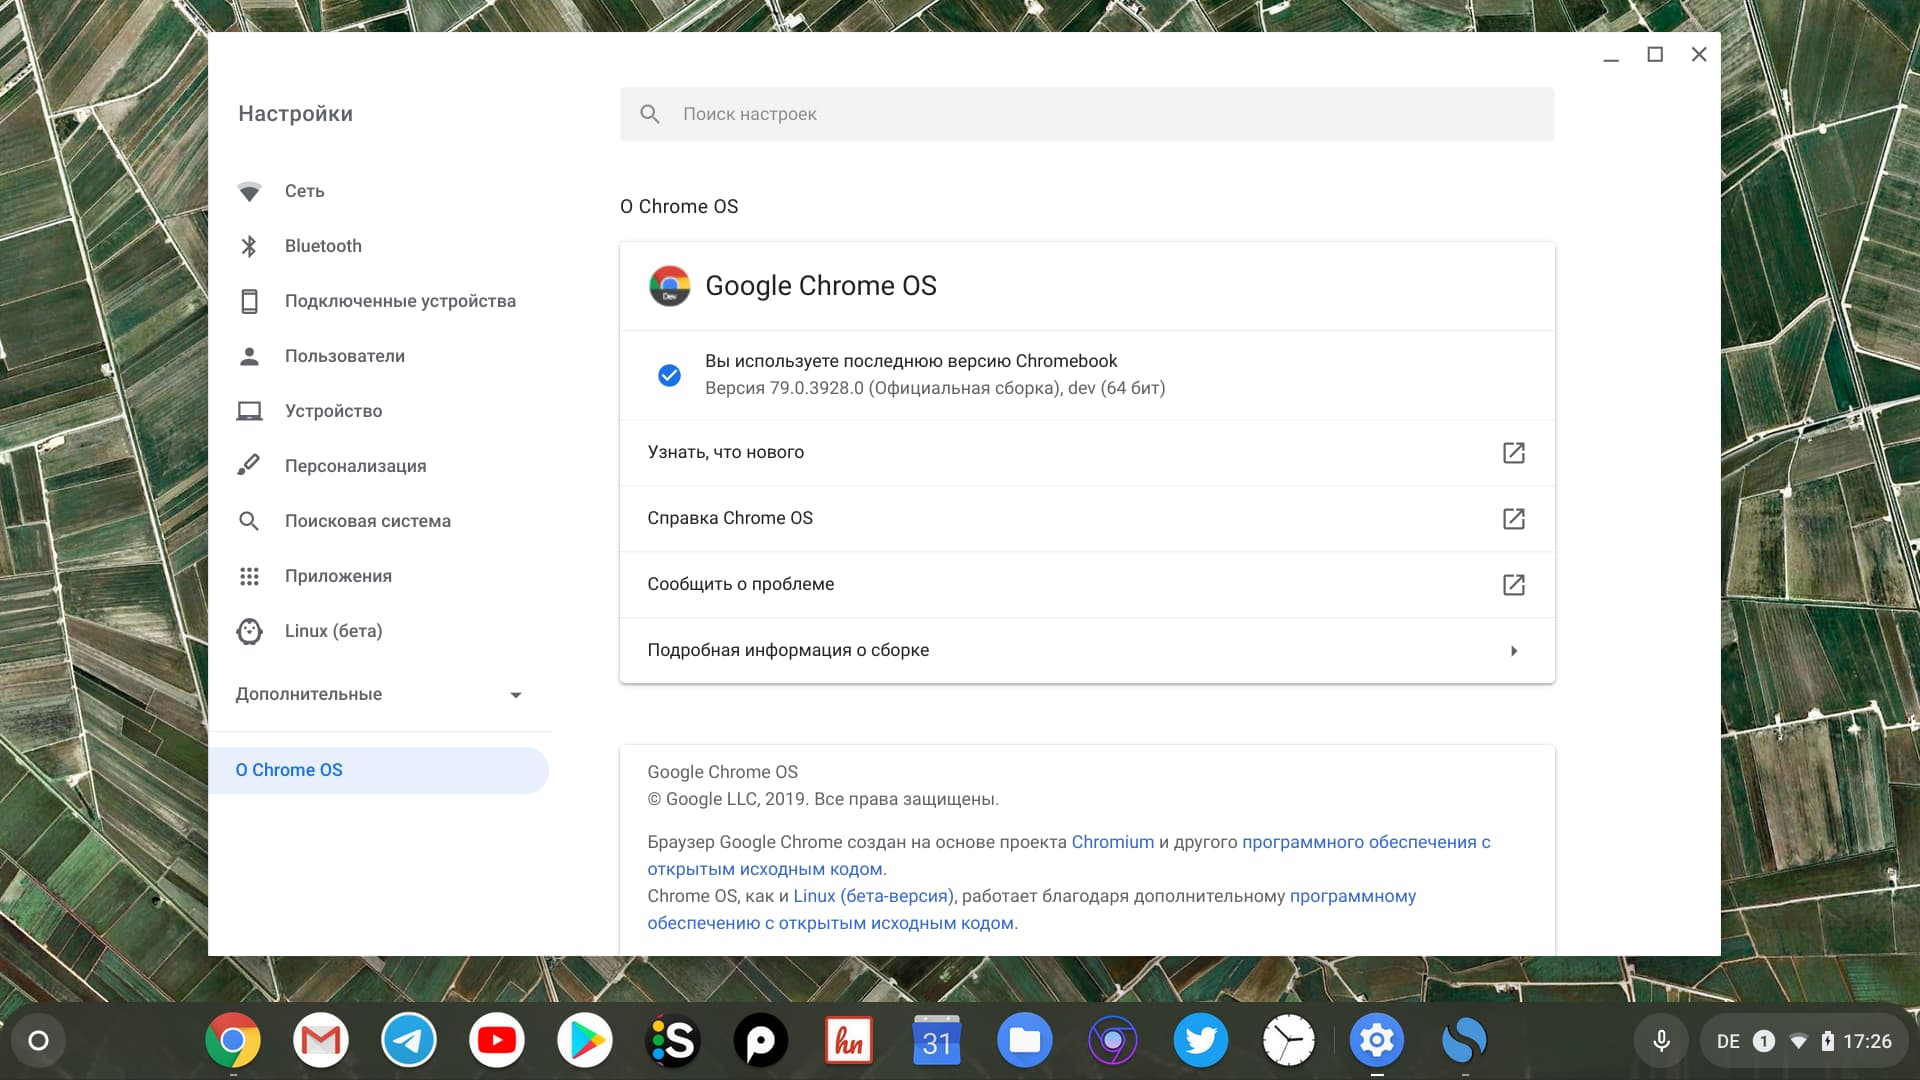 Настройки
Поиск настроек
Сеть
Bluetooth
Подключенные устройства
Пользователи
Устройство
Персонализация
Поисковая система
Приложения
Linux (бета)
Дополнительные
О Chrome OS
О Chrome OS
Dev
Google Chrome OS
Вы используете последнюю версию Chromebook
Версия 79.0.3928.0 (Официальная сборка), dev (64 бит)
Узнать, что нового
Справка Chrome OS
Сообщить о проблеме
Подробная информация о сборке
Google Chrome OS
© Google LLC, 2019. Все права защищены.
Браузер Google Chrome создан на основе проекта Chromium и другого программного обеспечения с
открытым исходным кодом.
Chrome OS, как и Linux (бета-версия), работает благодаря дополнительному программному
обеспечению с открытым исходным кодом.
S
hn
31
DE 1 17:26